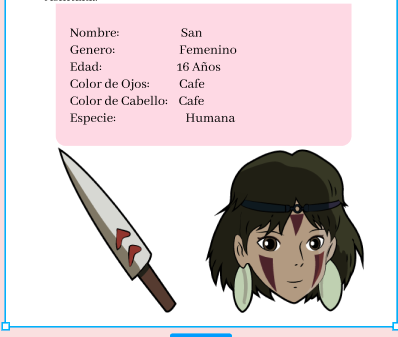 Nombre: San
Genero: Femenino
Edad: 16 Años
Color de Ojos: Cafe
Color de Cabello: Cafe
Especie: Humana